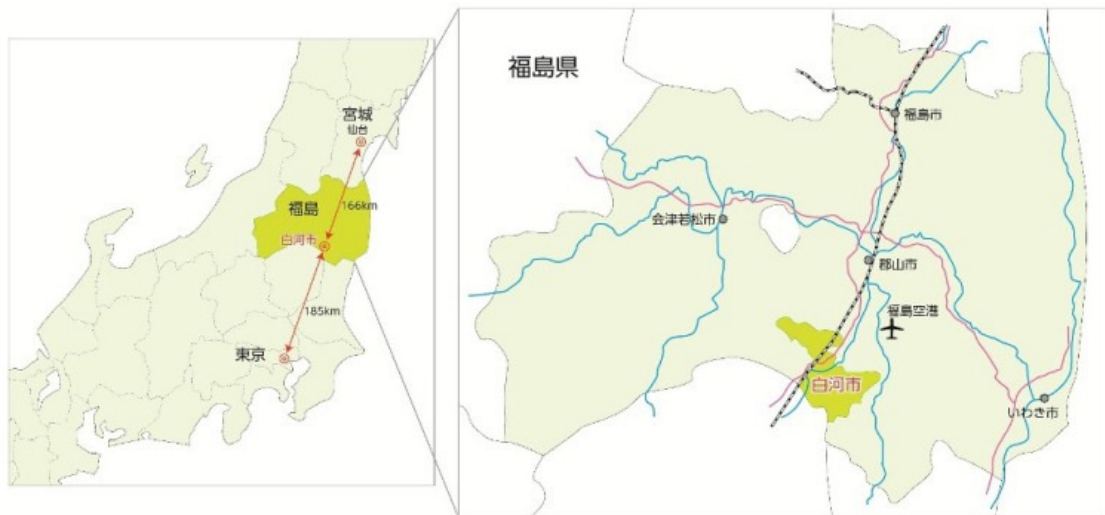 宮城
仙台
福島
166km
白河市
185km
東京
福島県
福島市
会津若松市
郡山市
福島空港
白河市
いわき市